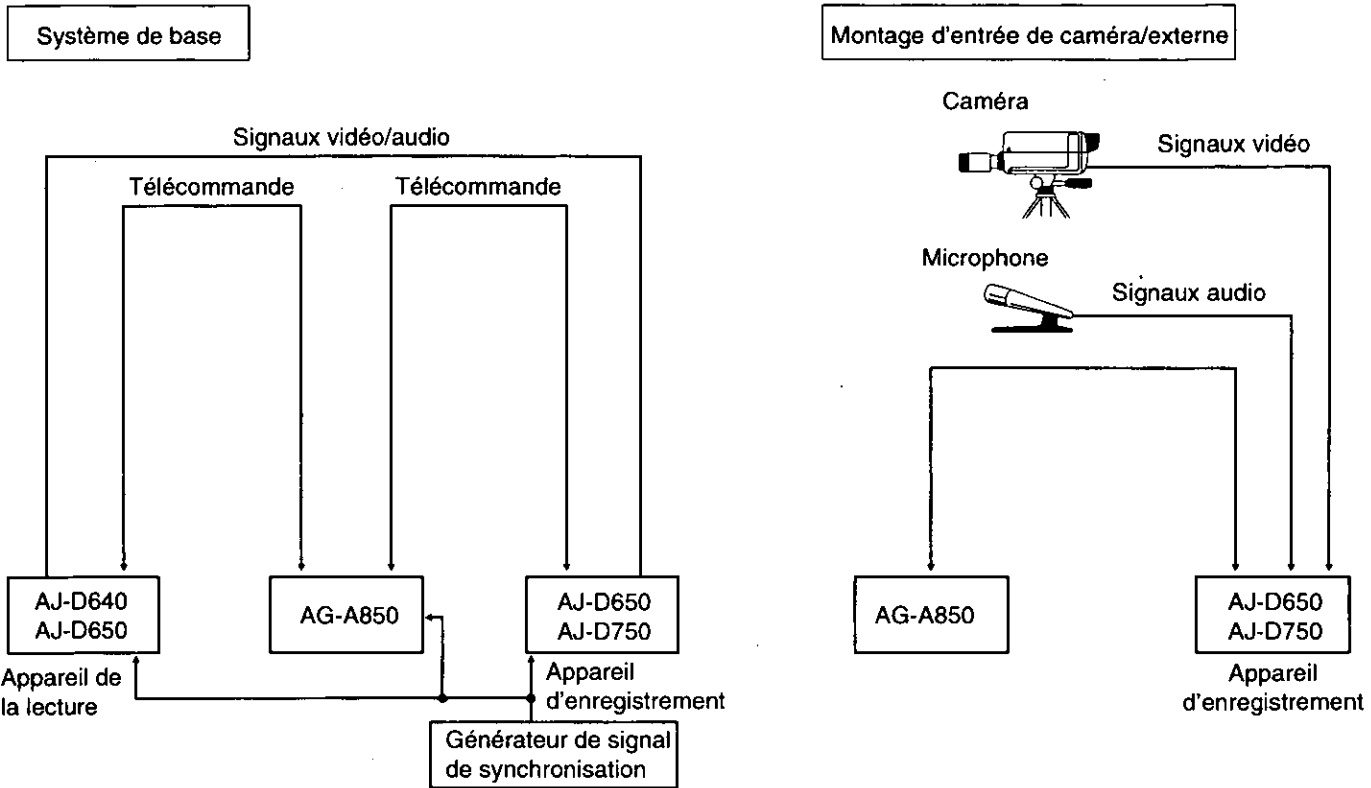 Système de base
Signaux vidéo/audio
Télécommande
Télécommande
AJ-D640
AJ-D650
AG-A850
AJ-D650
AJ-D750
Appareil de
la lecture
Appareil
d'enregistrement
Générateur de signal
de synchronisation
Montage d'entrée de caméra/externe
Caméra
Signaux vidéo
Microphone
Signaux audio
AG-A850
AJ-D650
AJ-D750
Appareil
d'enregistrement